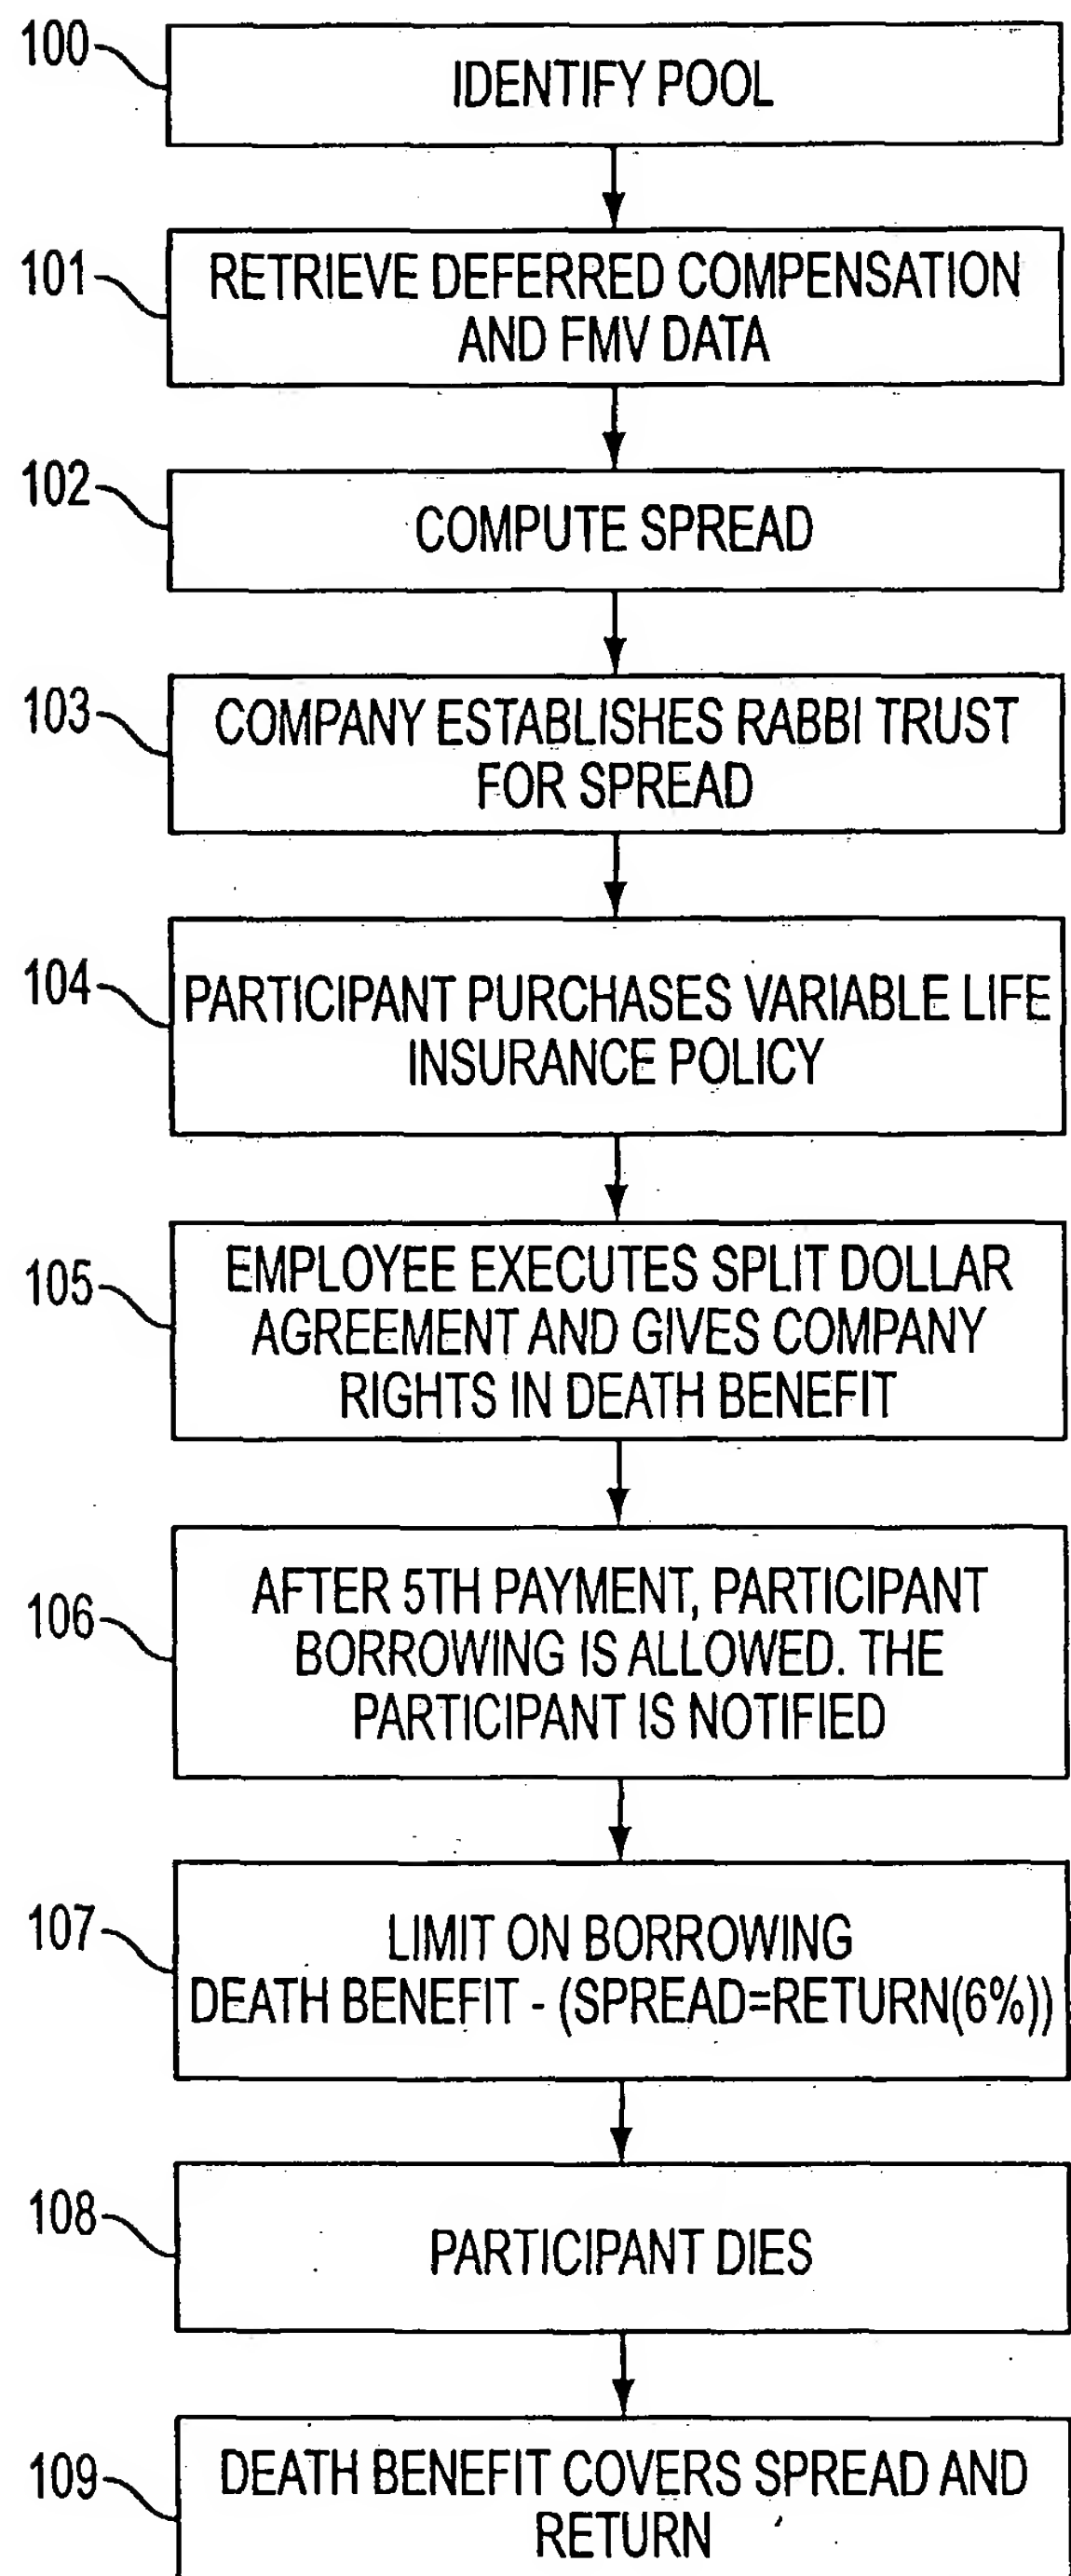 100
IDENTIFY POOL
101
RETRIEVE DEFERRED COMPENSATION
AND FMV DATA
102
COMPUTE SPREAD
103
COMPANY ESTABLISHES RABBI TRUST
FOR SPREAD
104
PARTICIPANT PURCHASES VARIABLE LIFE
INSURANCE POLICY
105
EMPLOYEE EXECUTES SPLIT DOLLAR
AGREEMENT AND GIVES COMPANY
RIGHTS IN DEATH BENEFIT
106
AFTER 5TH PAYMENT, PARTICIPANT
BORROWING IS ALLOWED. THE
PARTICIPANT IS NOTIFIED
107
LIMIT ON BORROWING
DEATH BENEFIT - (SPREAD=RETURN(6%))
108
PARTICIPANT DIES
109
DEATH BENEFIT COVERS SPREAD AND
RETURN